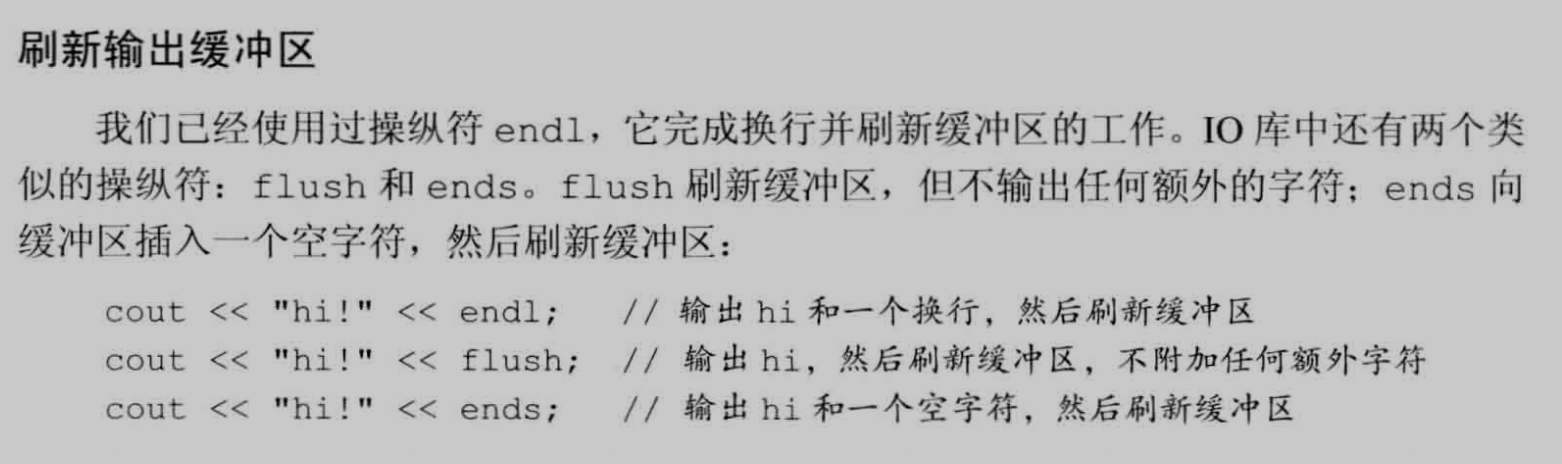 刷新输出缓冲区
我们已经使用过操纵符 endl，它完成换行并刷新缓冲区的工作。IO 库中还有两个类
似的操纵符：flush 和 ends。flush 刷新缓冲区，但不输出任何额外的字符；ends 向
缓冲区插入一个空字符，然后刷新缓冲区：
cout << "hi!" << endl; // 输出 hi 和一个换行，然后刷新缓冲区
cout << "hi!" << flush; // 输出 hi，然后刷新缓冲区，不附加任何额外字符
cout << "hi!" << ends; // 输出 hi 和一个空字符，然后刷新缓冲区